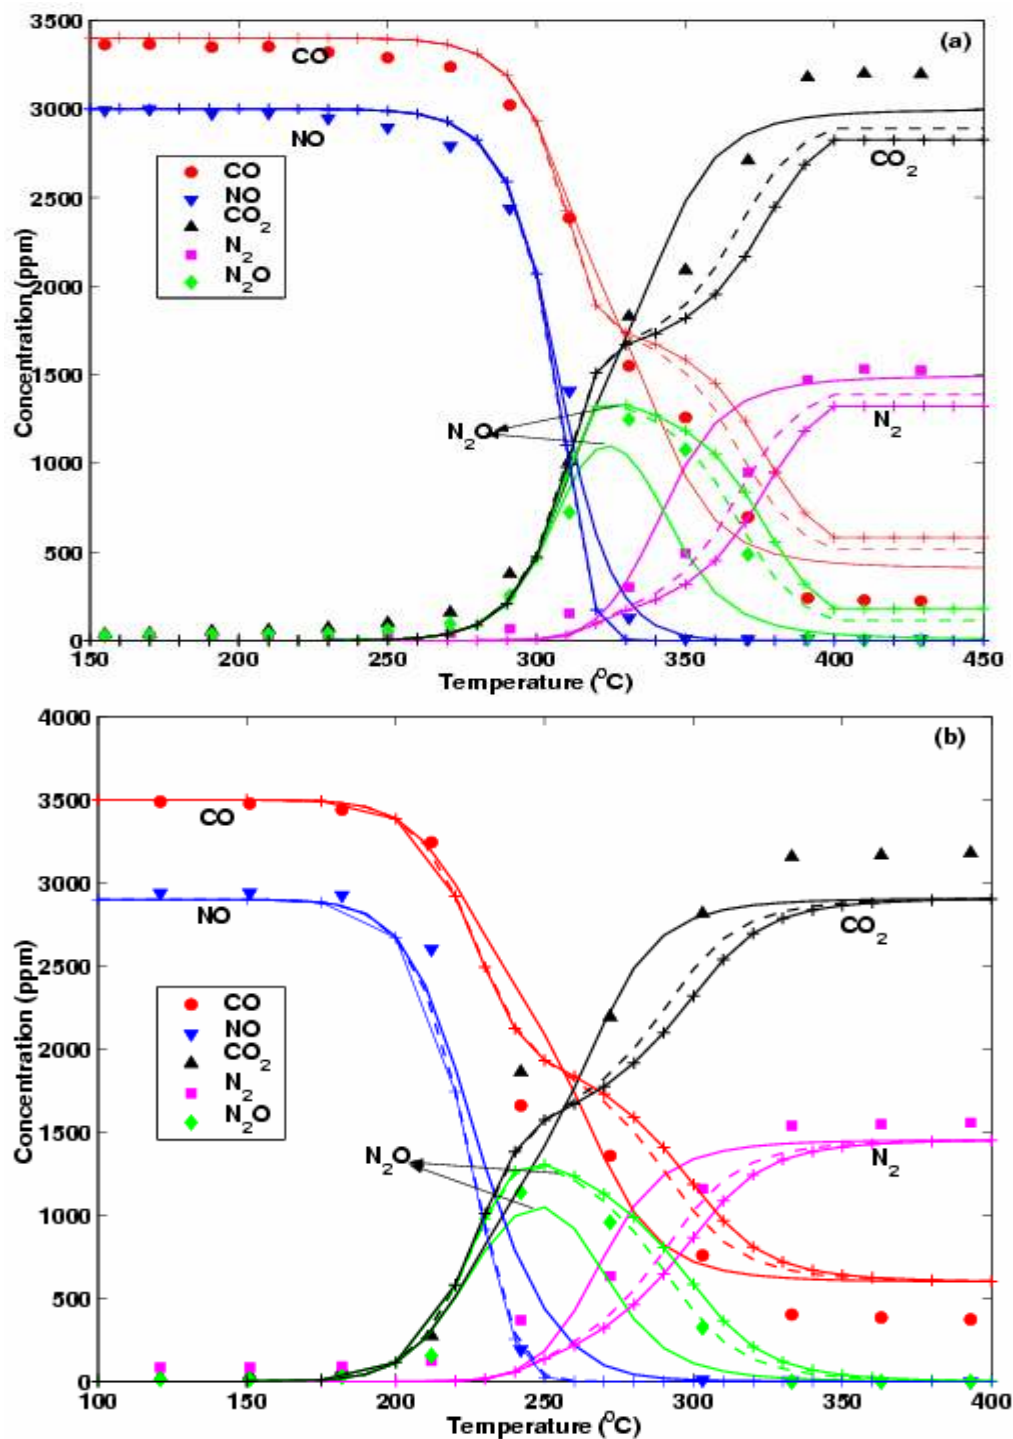 (a)
3500
3000
2500
2000
1500
1000
500
0
Concentration (ppm)
CO
NO
CO
NO
CO2
N2
N2O
N2O
CO2
N2
150
200
250
300
350
400
450
Temperature (°C)
(b)
4000
3500
3000
2500
2000
1500
1000
500
0
Concentration (ppm)
CO
NO
CO
NO
CO2
N2
N2O
N2O
CO2
N2
100
150
200
250
300
350
400
Temperature (°C)